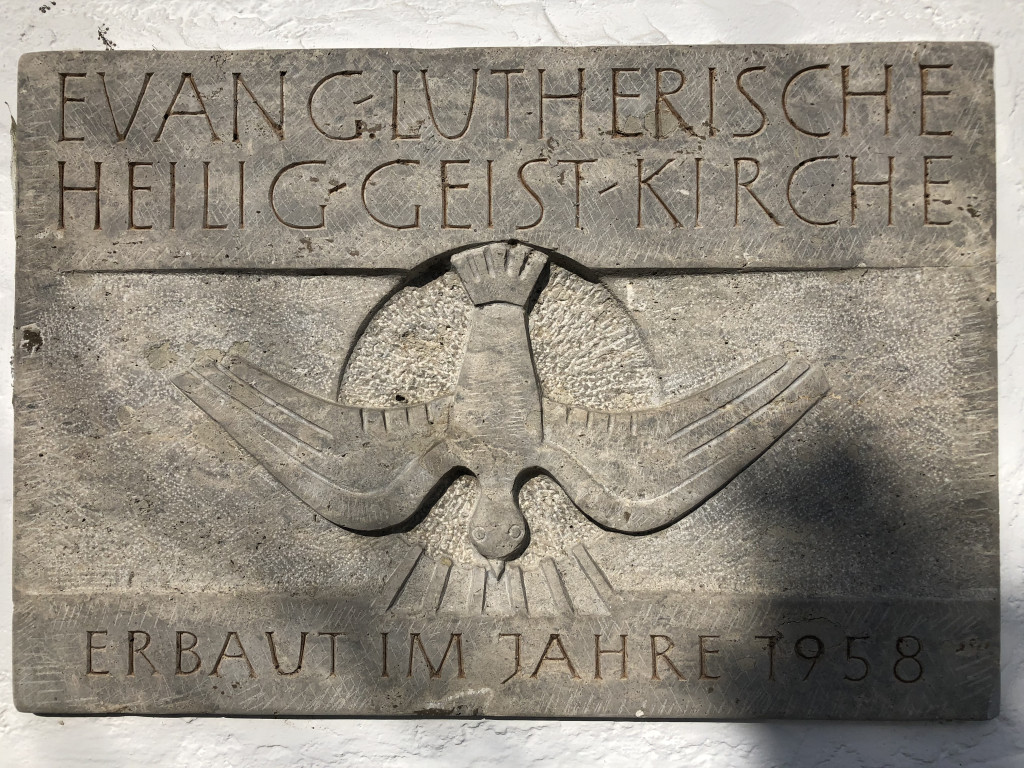 EVANG.-LUTHERISCHE
HEILIG-GEIST-KIRCHE
ERBAUT IM JAHRE 1958